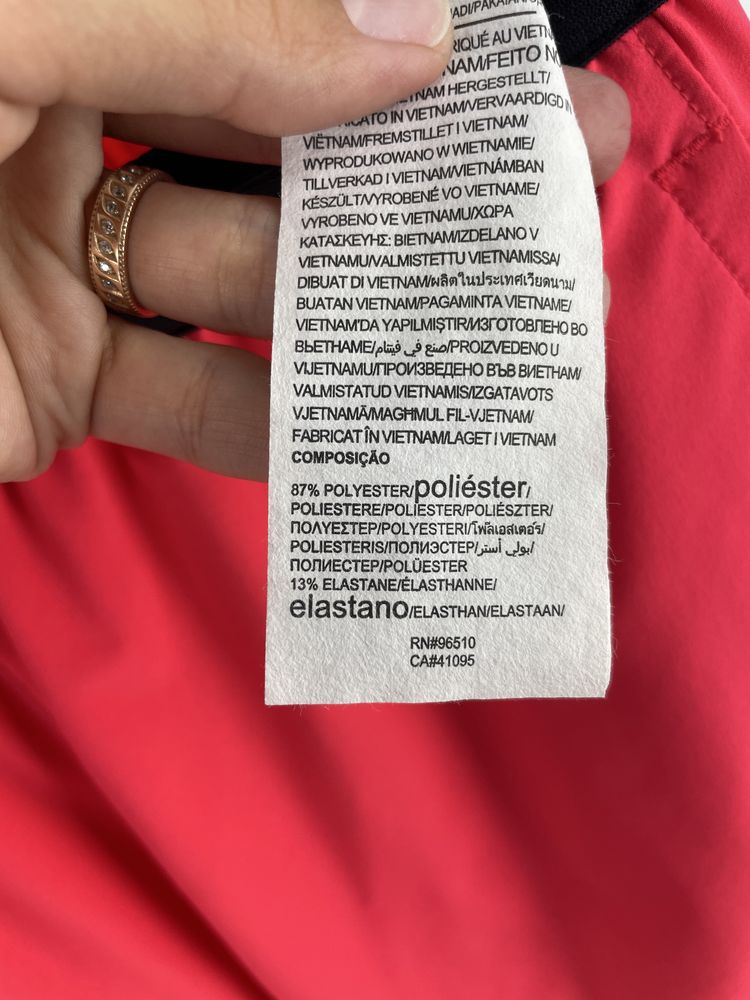 RIQUÉ AU VIETN
NAM/FEITO NO
HERGESTELLT/
VIETNAM/VERVAARDIGD IN
VIËTNAM/FREMSTILLET I VIETNAM/
WYPRODUKOWANO W WIETNAMIE/
TILLVERKAD I VIETNAM/VIETNÁMBAN
KÉSZÜLT/VYROBENÉ VO VIETNAME/
VYROBENO VE VIETNAMU/ΧΩΡΑ
ΚΑΤΑΣΚΕΥΗΣ: ΒΙΕΤΝΑΜ/IZDELANO V
VIETNAMU/VALMISTETTU VIETNAMISSA/
DIBUAT DI VIETNAM/ผลิตในประเทศเวียดนาม/
BUATAN VIETNAM/PAGAMINTA VIETNAME/
VIETNAM'DA YAPILMIŞTIR/ИЗГОТОВЛЕНО ВО
ВЬЕТНАМЕ/صنع في فيتنام/PROIZVEDENO U
VIJETNAMU/ПРОИЗВЕДЕНО ВЪВ ВИЕТНАМ/
VALMISTATUD VIETNAMIS/IZGATAVOTS
VJETNAMĀ/MAGĦMUL FIL-VJETNAM/
FABRICAT ÎN VIETNAM/LAGET I VIETNAM
COMPOSIÇÃO
87% POLYESTER/poliéster/
POLIESTERE/POLIESTER/POLIÉSZTER/
ΠΟΛΥΕΣΤΕΡ/POLYESTERI/โพลีเอสเตอร์/
POLIESTERIS/ПОЛИЭСТЕР/بولي أستر/
ПОЛИЕСТЕР/POLÜESTER
13% ELASTANE/ÉLASTHANNE/
elastano/ELASTHAN/ELASTAAN/
RN#96510
CA#41095